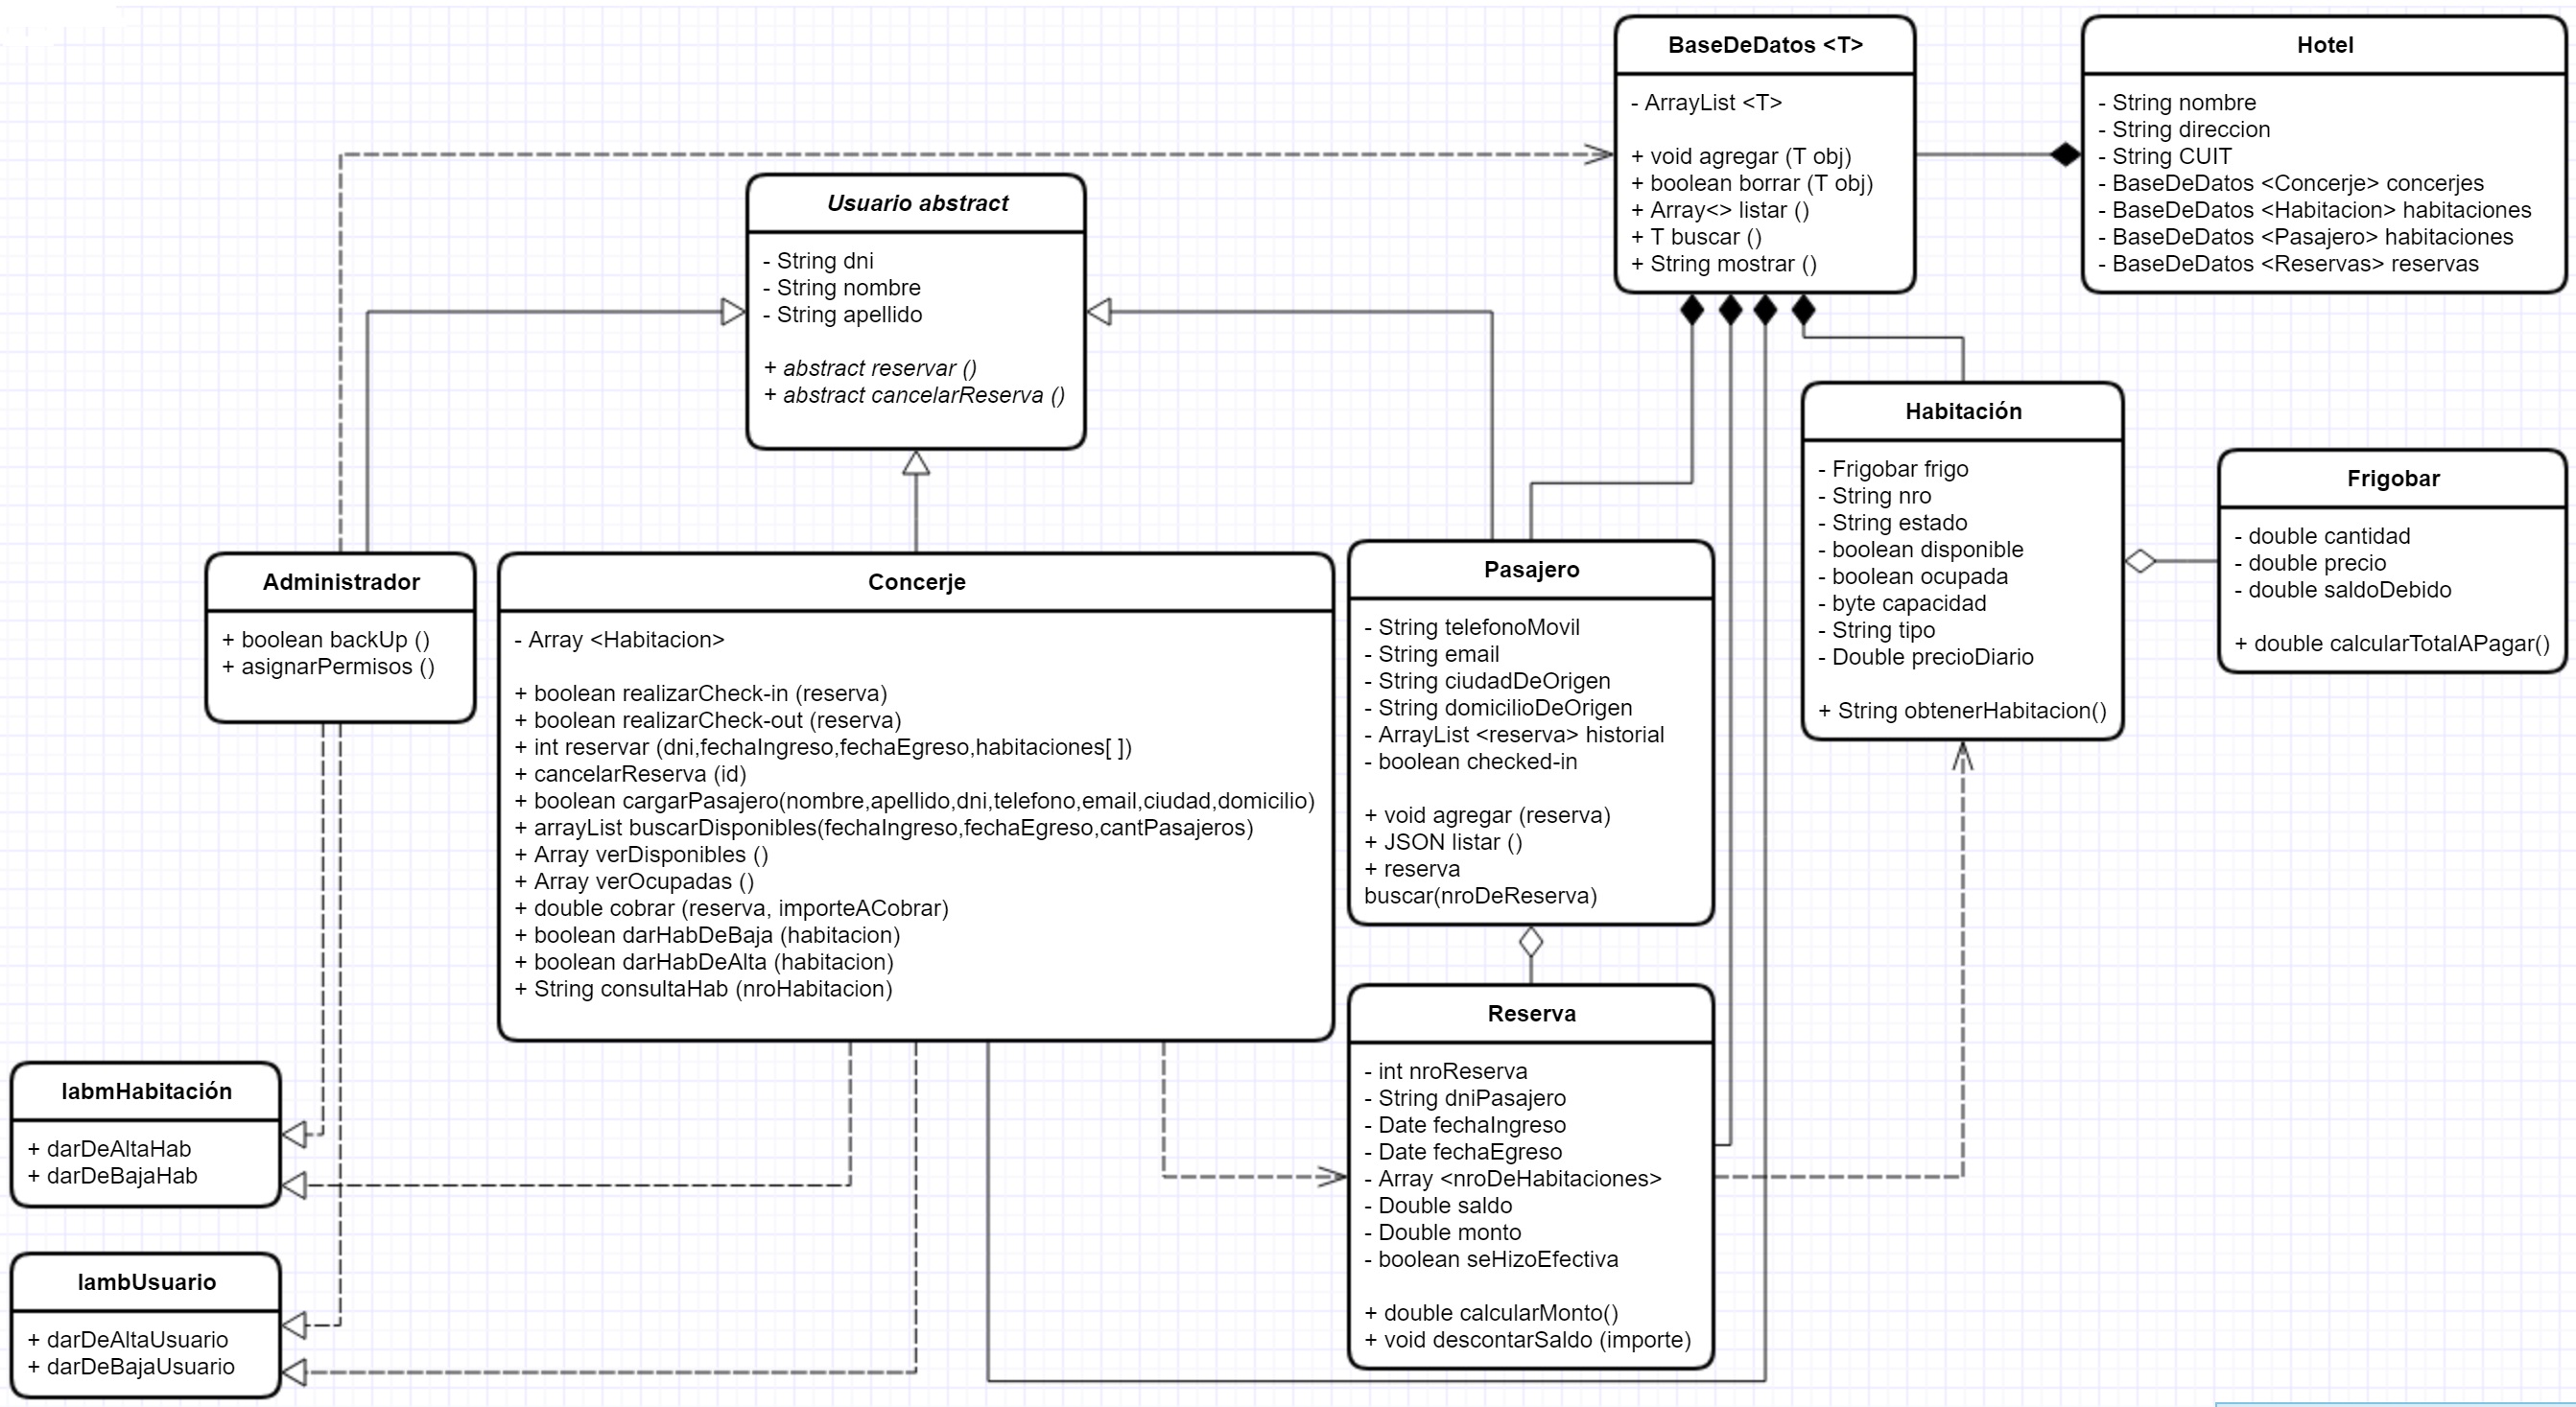 BaseDeDatos <T>
- ArrayList <T>
+ void agregar (T obj)
+ boolean borrar (T obj)
+ Array<> listar ()
+ T buscar ()
+ String mostrar ()
Hotel
- String nombre
- String direccion
- String CUIT
- BaseDeDatos <Concerje> concerjes
- BaseDeDatos <Habitacion> habitaciones
- BaseDeDatos <Pasajero> habitaciones
- BaseDeDatos <Reservas> reservas
Usuario abstract
- String dni
- String nombre
- String apellido
+ abstract reservar ()
+ abstract cancelarReserva ()
Habitación
- Frigobar frigo
- String nro
- String estado
- boolean disponible
- boolean ocupada
- byte capacidad
- String tipo
- Double precioDiario
+ String obtenerHabitacion()
Frigobar
- double cantidad
- double precio
- double saldoDebido
+ double calcularTotalAPagar()
Administrador
+ boolean backUp ()
+ asignarPermisos ()
Concerje
- Array <Habitacion>
+ boolean realizarCheck-in (reserva)
+ boolean realizarCheck-out (reserva)
+ int reservar (dni,fechaIngreso,fechaEgreso,habitaciones[ ])
+ cancelarReserva (id)
+ boolean cargarPasajero(nombre,apellido,dni,telefono,email,ciudad,domicilio)
+ arrayList buscarDisponibles(fechaIngreso,fechaEgreso,cantPasajeros)
+ Array verDisponibles ()
+ Array verOcupadas ()
+ double cobrar (reserva, importeACobrar)
+ boolean darHabDeBaja (habitacion)
+ boolean darHabDeAlta (habitacion)
+ String consultaHab (nroHabitacion)
Pasajero
- String telefonoMovil
- String email
- String ciudadDeOrigen
- String domicilioDeOrigen
- ArrayList <reserva> historial
- boolean checked-in
+ void agregar (reserva)
+ JSON listar ()
+ reserva
buscar(nroDeReserva)
Reserva
- int nroReserva
- String dniPasajero
- Date fechaIngreso
- Date fechaEgreso
- Array <nroDeHabitaciones>
- Double saldo
- Double monto
- boolean seHizoEfectiva
+ double calcularMonto()
+ void descontarSaldo (importe)
IabmHabitación
+ darDeAltaHab
+ darDeBajaHab
IambUsuario
+ darDeAltaUsuario
+ darDeBajaUsuario